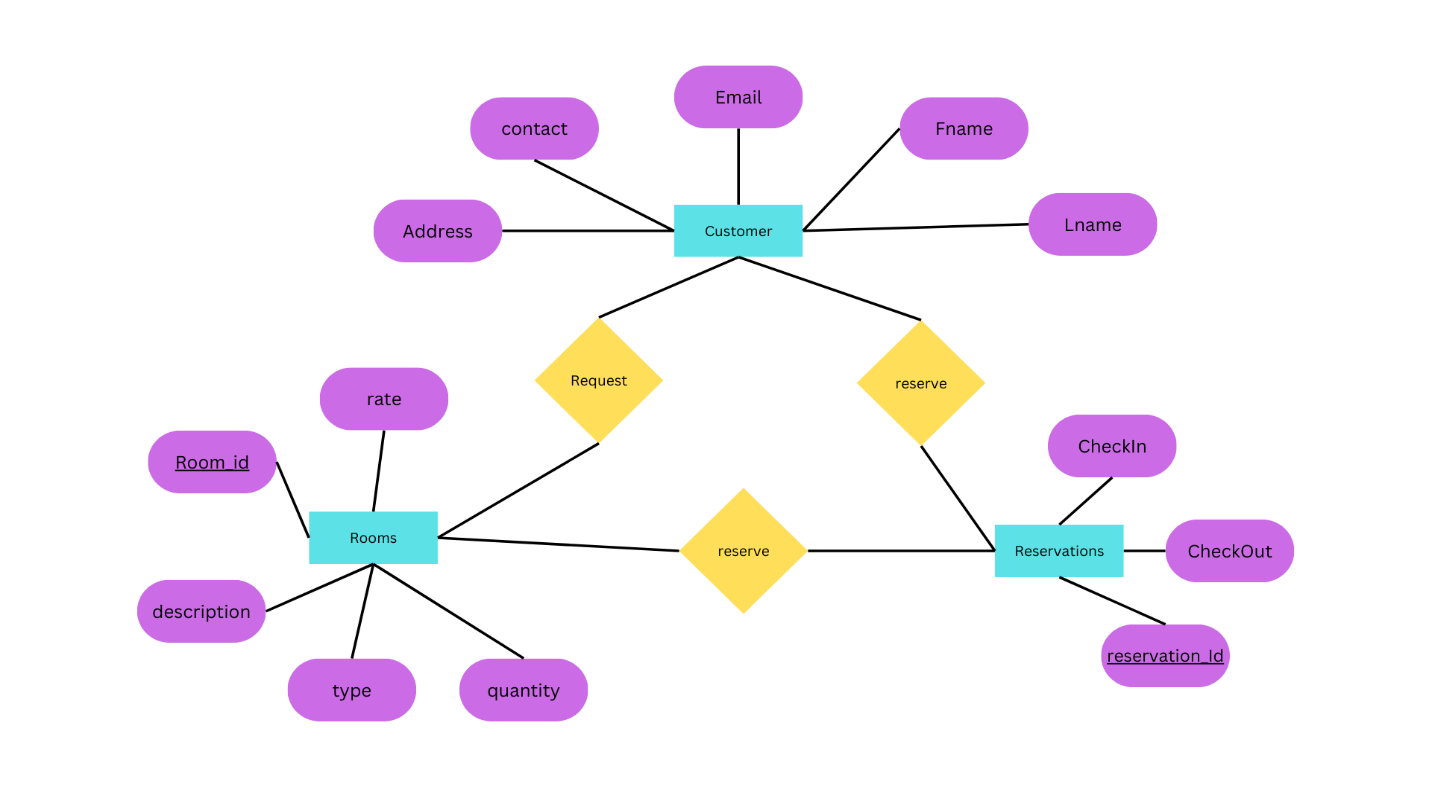 Email
contact
Fname
Lname
Address
Customer
Request
reserve
rate
Room_id
CheckIn
Rooms
reserve
Reservations
CheckOut
description
reservation_Id
type
quantity